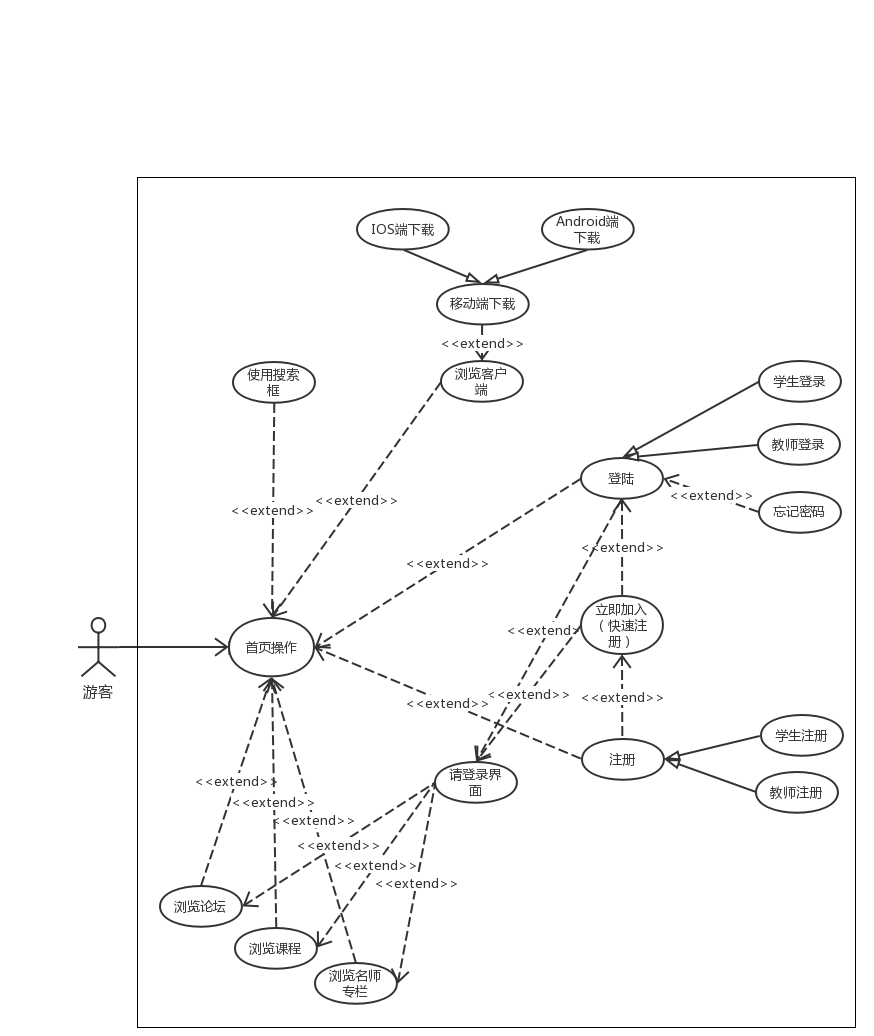 IOS端下载
Android端
下载
移动端下载
<<extend>>
使用搜索
框
浏览客户
端
学生登录
教师登录
登陆
<<extend>>
忘记密码
<<extend>>
<<extend>>
<<extend>>
<<extend>>
立即加入
（快速注
册）
<<extend>
首页操作
游客
<<extend>>
<<extend>>
<<extend>>
学生注册
注册
请登录界
面
教师注册
<<extend>>
<<extend>>
<<extend>>
<<extend>>
<<extend>>
<<extend>>
浏览论坛
浏览课程
浏览名师
专栏